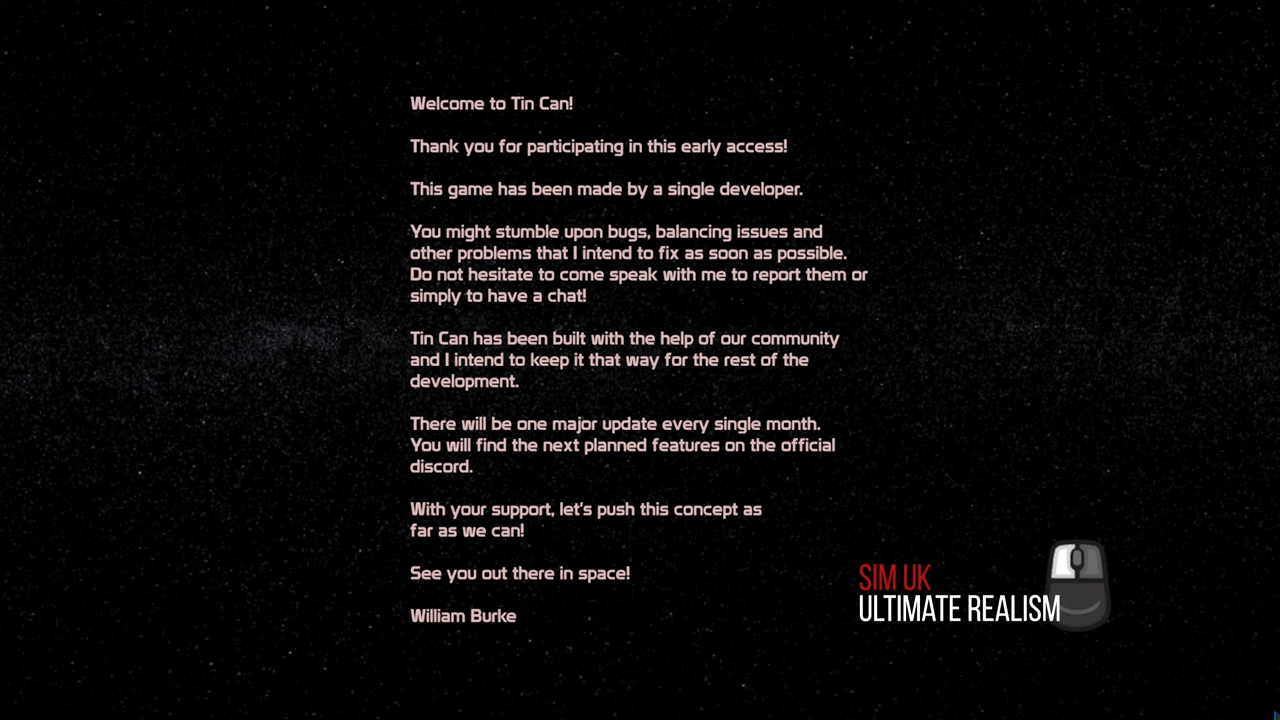 Welcome to Tin Can!
Thank you for participating in this early access!
This game has been made by a single developer.
You might stumble upon bugs, balancing issues and
other problems that I intend to fix as soon as possible.
Do not hesitate to come speak with me to report them or
simply to have a chat!
Tin Can has been built with the help of our community
and I intend to keep it that way for the rest of the
development.
There will be one major update every single month.
You will find the next planned features on the official
discord.
With your support, let's push this concept as
far as we can!
See you out there in space!
William Burke
SIM UK
ULTIMATE REALISM